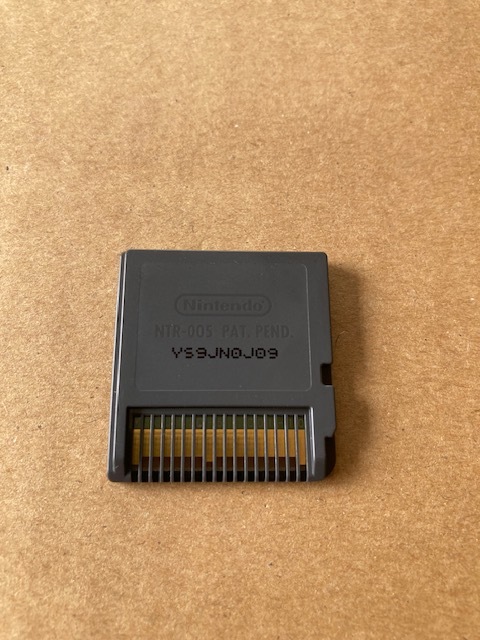 Nintendo
NTR-005 PAT. PEND.
YS9JN0J09